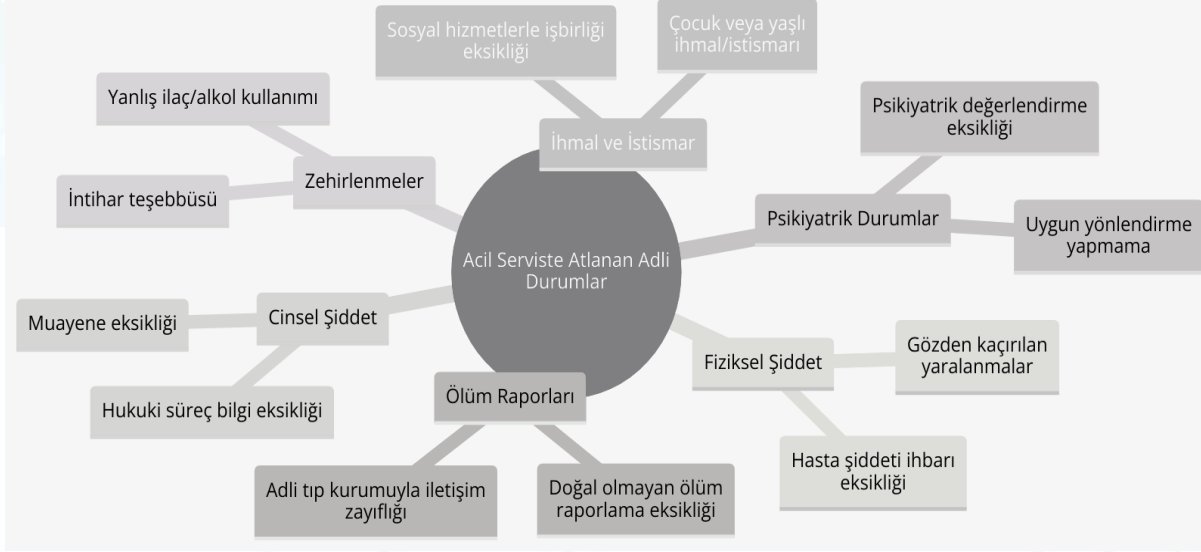 Sosyal hizmetlerle işbirliği
eksikliği
Çocuk veya yaşlı
ihmal/istismarı
İhmal ve İstismar
Yanlış ilaç/alkol kullanımı
İntihar teşebbüsü
Zehirlenmeler
Psikiyatrik değerlendirme
eksikliği
Psikiyatrik Durumlar
Uygun yönlendirme
yapmama
Acil Serviste Atlanan Adli
Durumlar
Muayene eksikliği
Cinsel Şiddet
Hukuki süreç bilgi eksikliği
Fiziksel Şiddet
Gözden kaçırılan
yaralanmalar
Hasta şiddeti ihbarı
eksikliği
Ölüm Raporları
Adli tıp kurumuyla iletişim
zayıflığı
Doğal olmayan ölüm
raporlama eksikliği